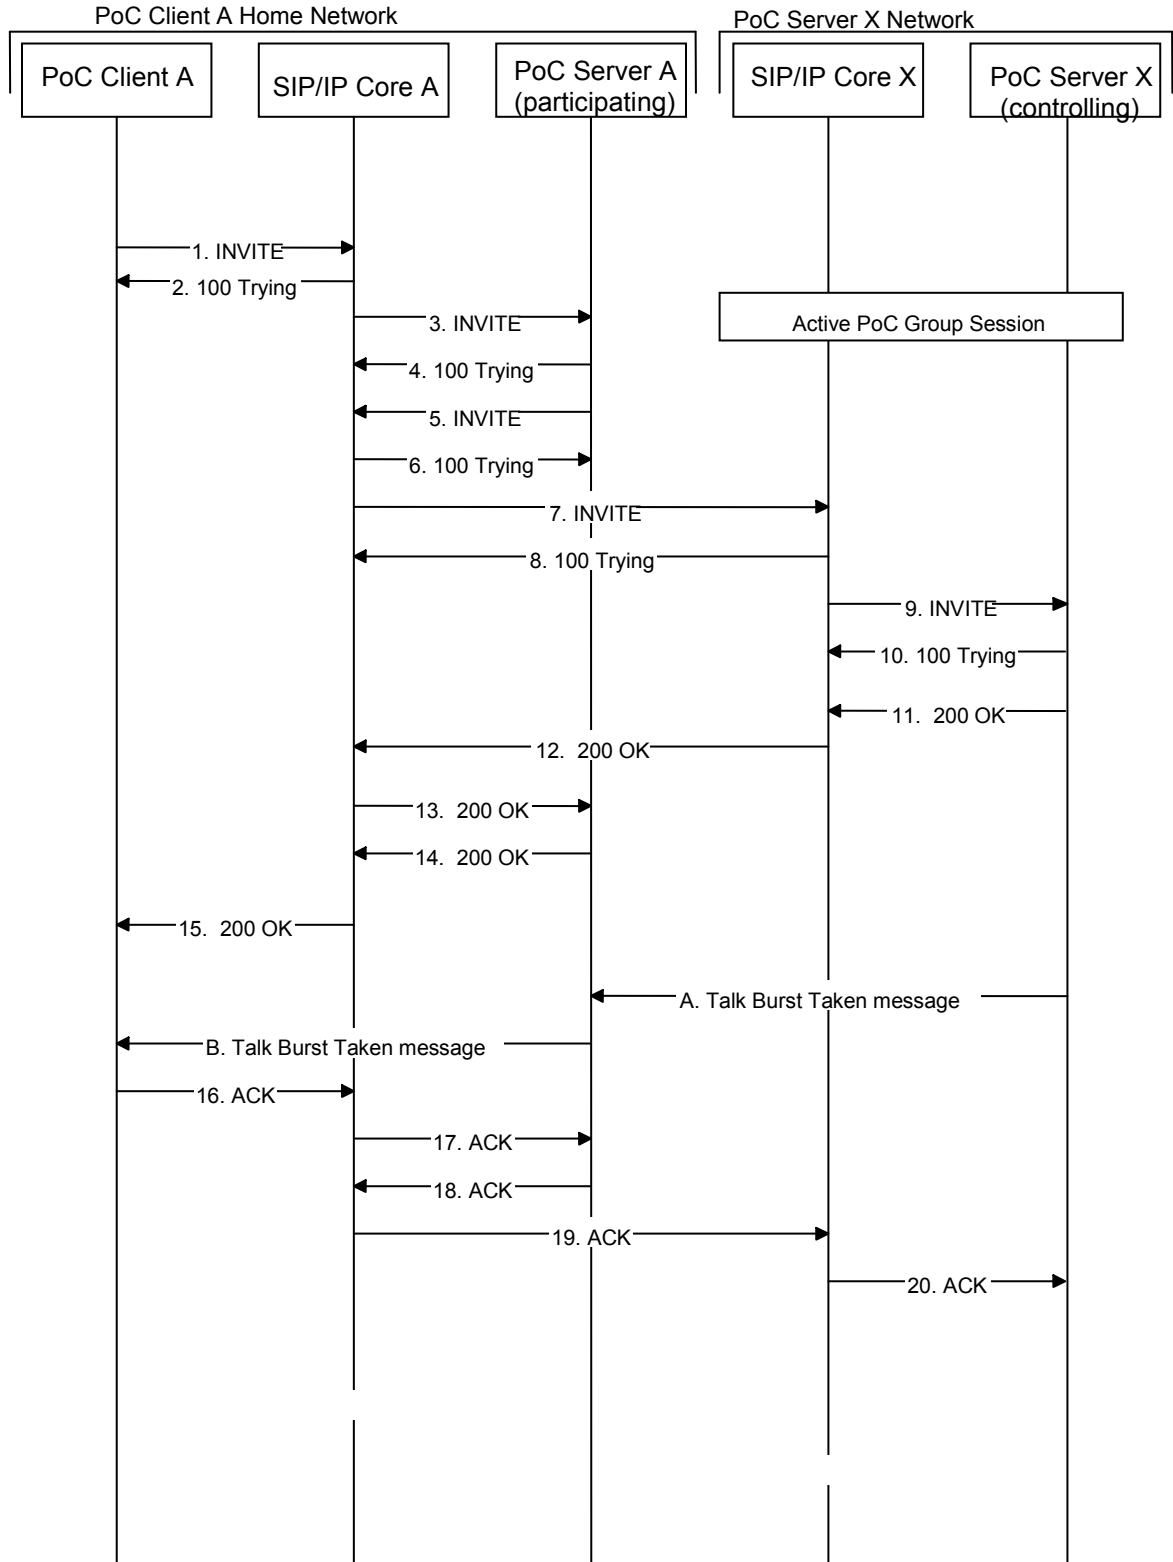 PoC Client A Home Network
PoC Server X Network
PoC Client A
SIP/IP Core A
PoC Server A
(participating)
SIP/IP Core X
PoC Server X
(controlling)
1. INVITE
2. 100 Trying
3. INVITE
Active PoC Group Session
4. 100 Trying
5. INVITE
6. 100 Trying
7. INVITE
8. 100 Trying
9. INVITE
10. 100 Trying
11. 200 OK
12. 200 OK
13. 200 OK
14. 200 OK
15. 200 OK
A. Talk Burst Taken message
B. Talk Burst Taken message
16. ACK
17. ACK
18. ACK
19. ACK
20. ACK